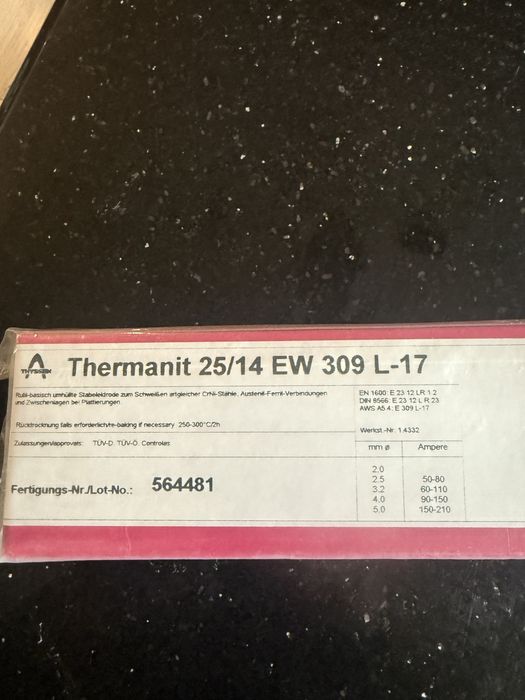 THYSSEN
Thermanit 25/14 EW 309 L-17
Rutil-basisch umhüllte Stabelektrode zum Schweißen artgleicher CrNi-Stähle, Austenit-Ferrit-Verbindungen
und Zwischenlagen bei Plattierungen.
Rücktrocknung falls erforderlich/re-baking if necessary 250-300°C/2h
Zulassungen/approvals: TÜV-D. TÜV-Ö. Controlas
Fertigungs-Nr./Lot-No.: 564481
EN 1600: E 23 12 LR 1 2
DIN 8566: E 23 12 L R 23
AWS A5.4: E 309 L-17
Werkst.-Nr. 1.4332
mm ø Ampere
2,0
2,5 50-80
3,2 60-110
4,0 90-150
5,0 150-210